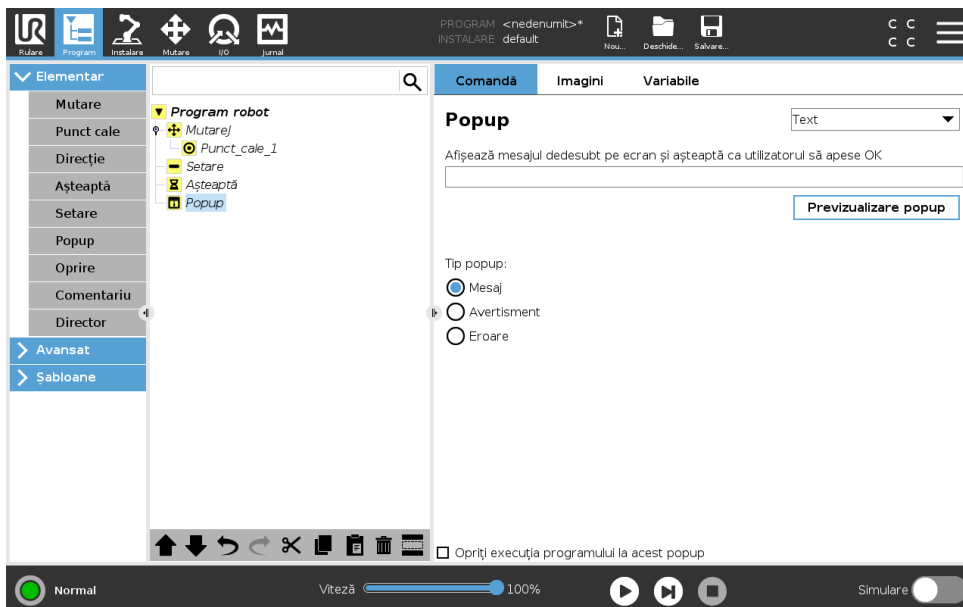 UR
Rulare
Program
Instalare
Mutare
I/O
Jurnal
PROGRAM <nedenumit>*
INSTALARE default
Nou...
Deschide...
Salvare...
C C
C C
Elementar
Mutare
Punct cale
Direcție
Așteaptă
Setare
Popup
Oprire
Comentariu
Director
Avansat
Șabloane
Program robot
MutareJ
Punct_cale_1
Setare
Așteaptă
Popup
Comandă
Imagini
Variabile
Popup
Text
Afișează mesajul dedesubt pe ecran și așteaptă ca utilizatorul să apese OK
Previzualizare popup
Tip popup:
Mesaj
Avertisment
Eroare
Opriți execuția programului la acest popup
Normal
Viteză
100%
Simulare